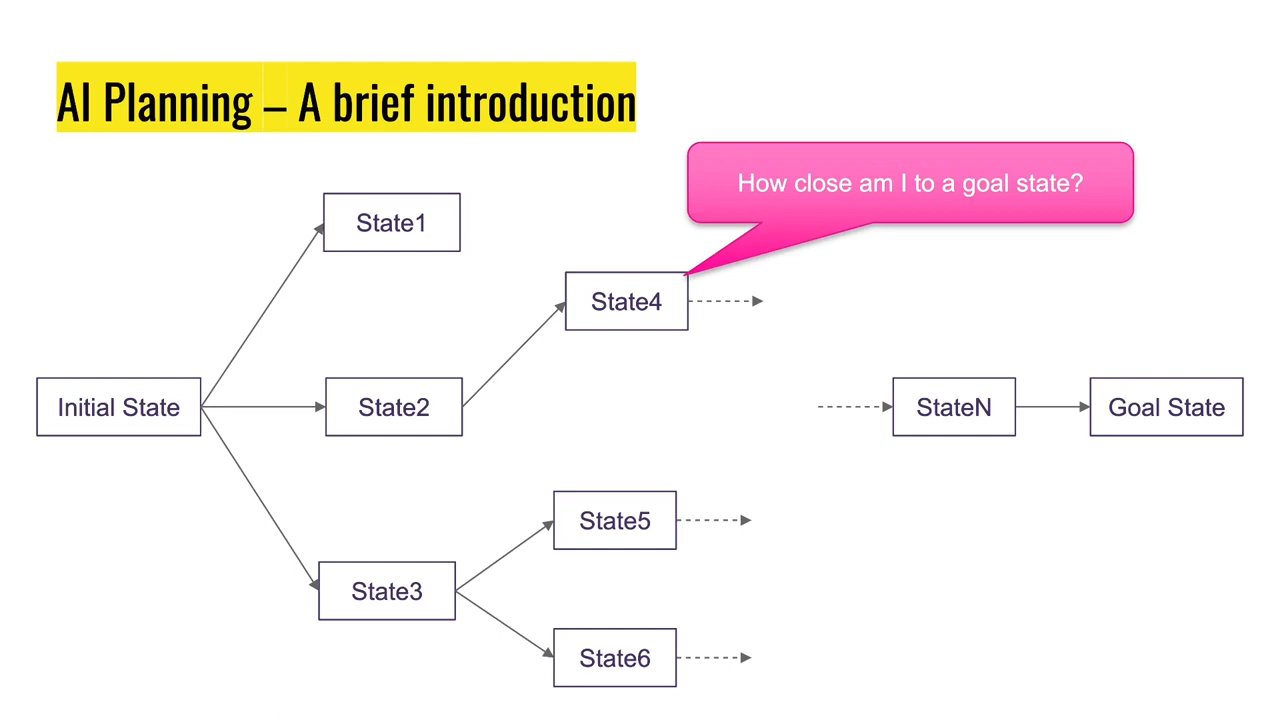 AI Planning – A brief introduction
How close am I to a goal state?
State1
State4
Initial State
State2
StateN
Goal State
State5
State3
State6